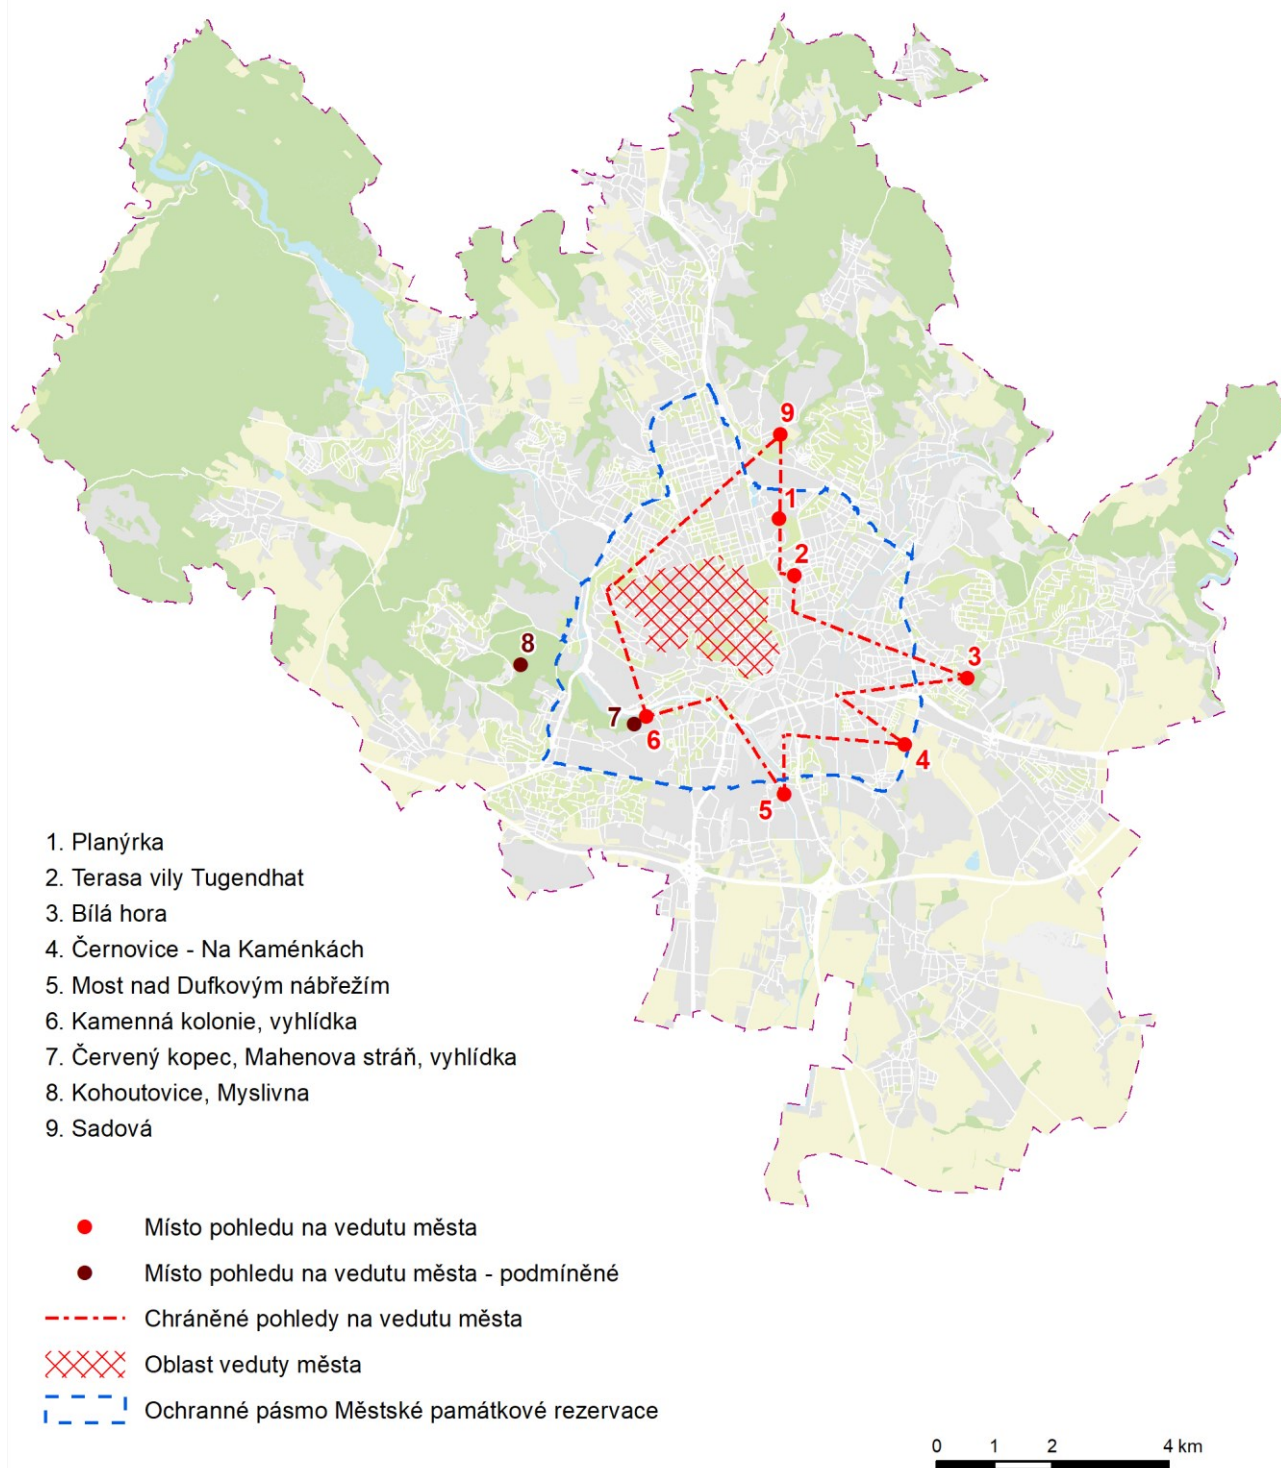 9
1
2
8
3
7
6
4
5
1. Planýrka
2. Terasa vily Tugendhat
3. Bílá hora
4. Černovice - Na Kaménkách
5. Most nad Dufkovým nábřežím
6. Kamenná kolonie, vyhlídka
7. Červený kopec, Mahenova stráň, vyhlídka
8. Kohoutovice, Myslivna
9. Sadová
Místo pohledu na vedutu města
Místo pohledu na vedutu města - podmíněné
Chráněné pohledy na vedutu města
Oblast veduty města
Ochranné pásmo Městské památkové rezervace
0 1 2 4 km